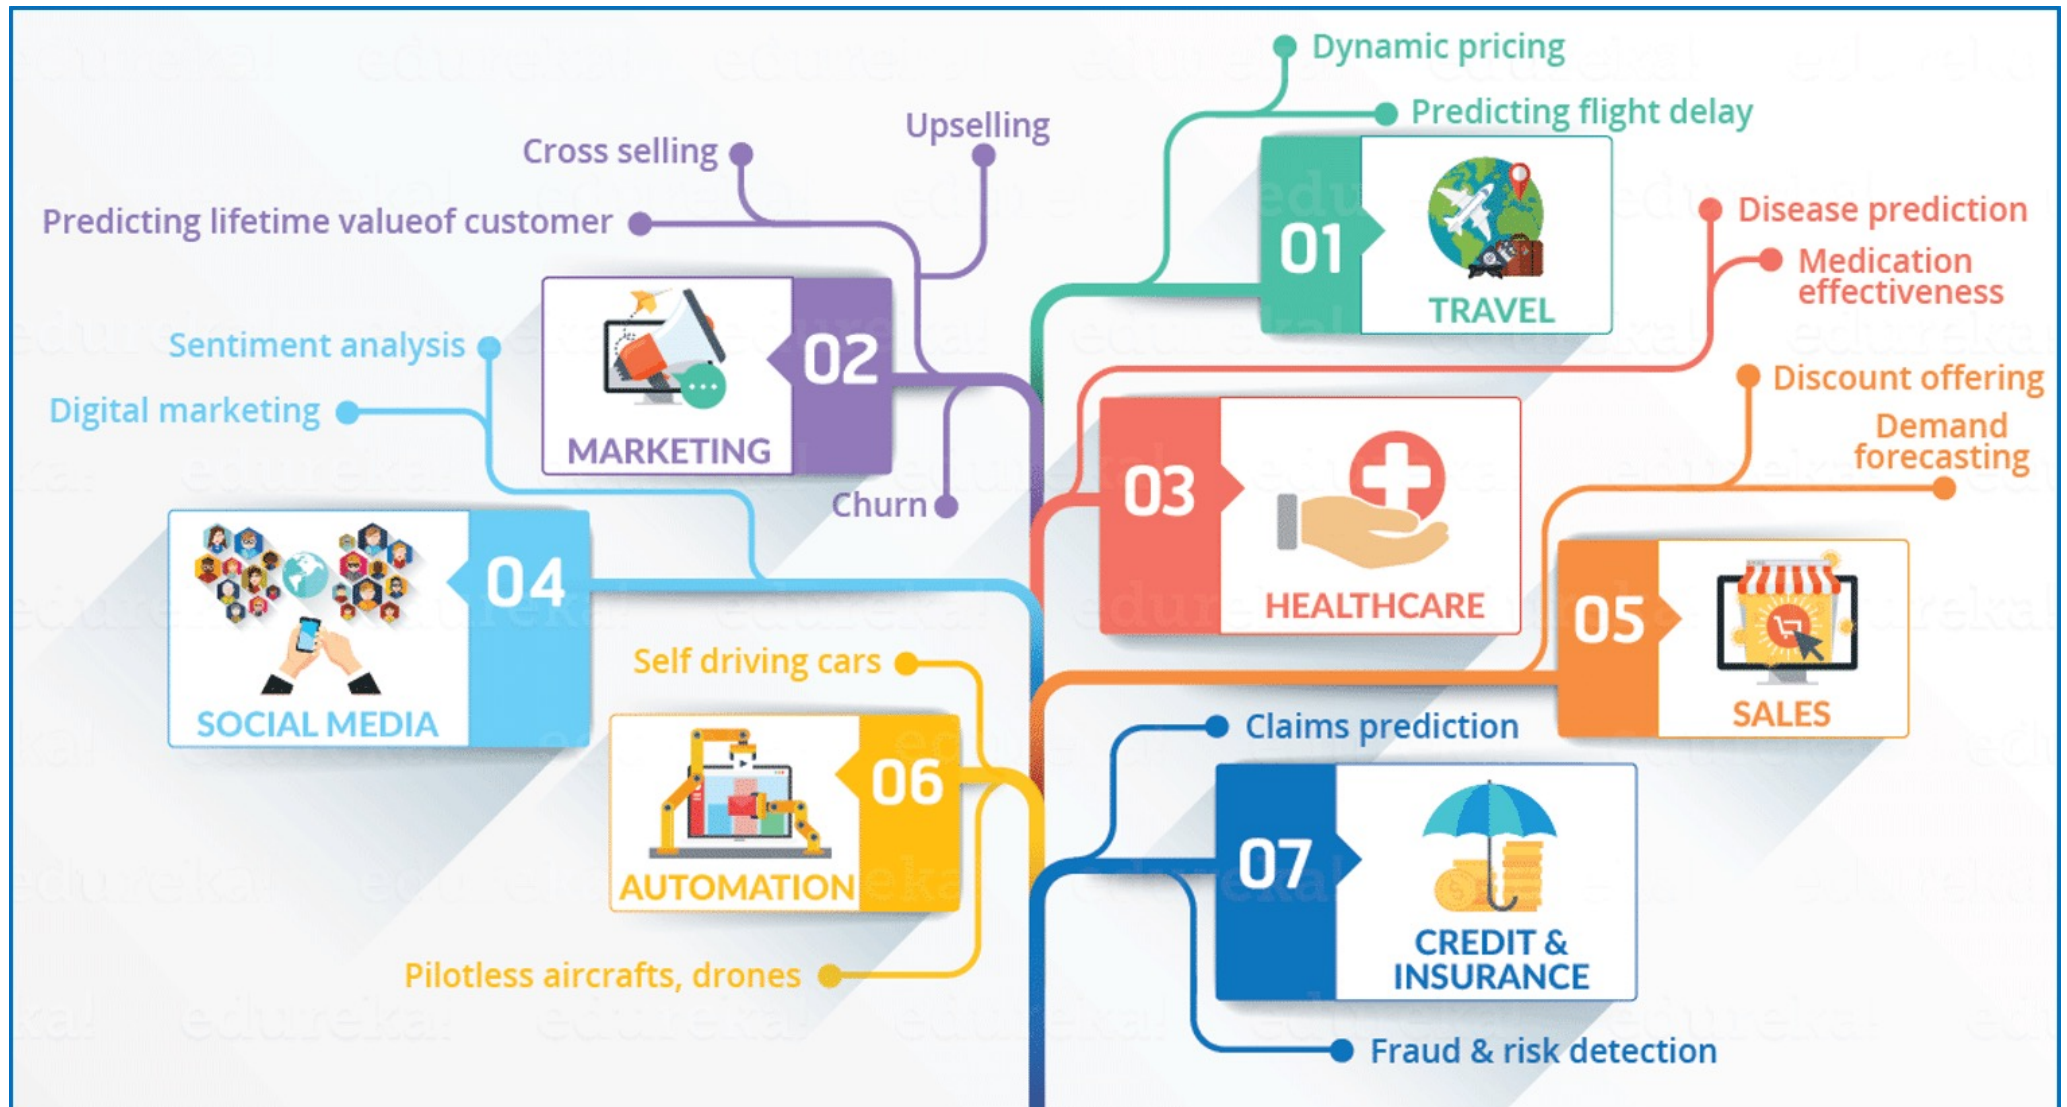 Dynamic pricing
Predicting flight delay
01
TRAVEL
Upselling
Cross selling
Predicting lifetime valueof customer
02
MARKETING
Churn
Disease prediction
Medication
effectiveness
03
HEALTHCARE
Sentiment analysis
Digital marketing
04
SOCIAL MEDIA
Discount offering
Demand
forecasting
05
SALES
Self driving cars
06
AUTOMATION
Pilotless aircrafts, drones
Claims prediction
07
CREDIT &
INSURANCE
Fraud & risk detection
edureka!